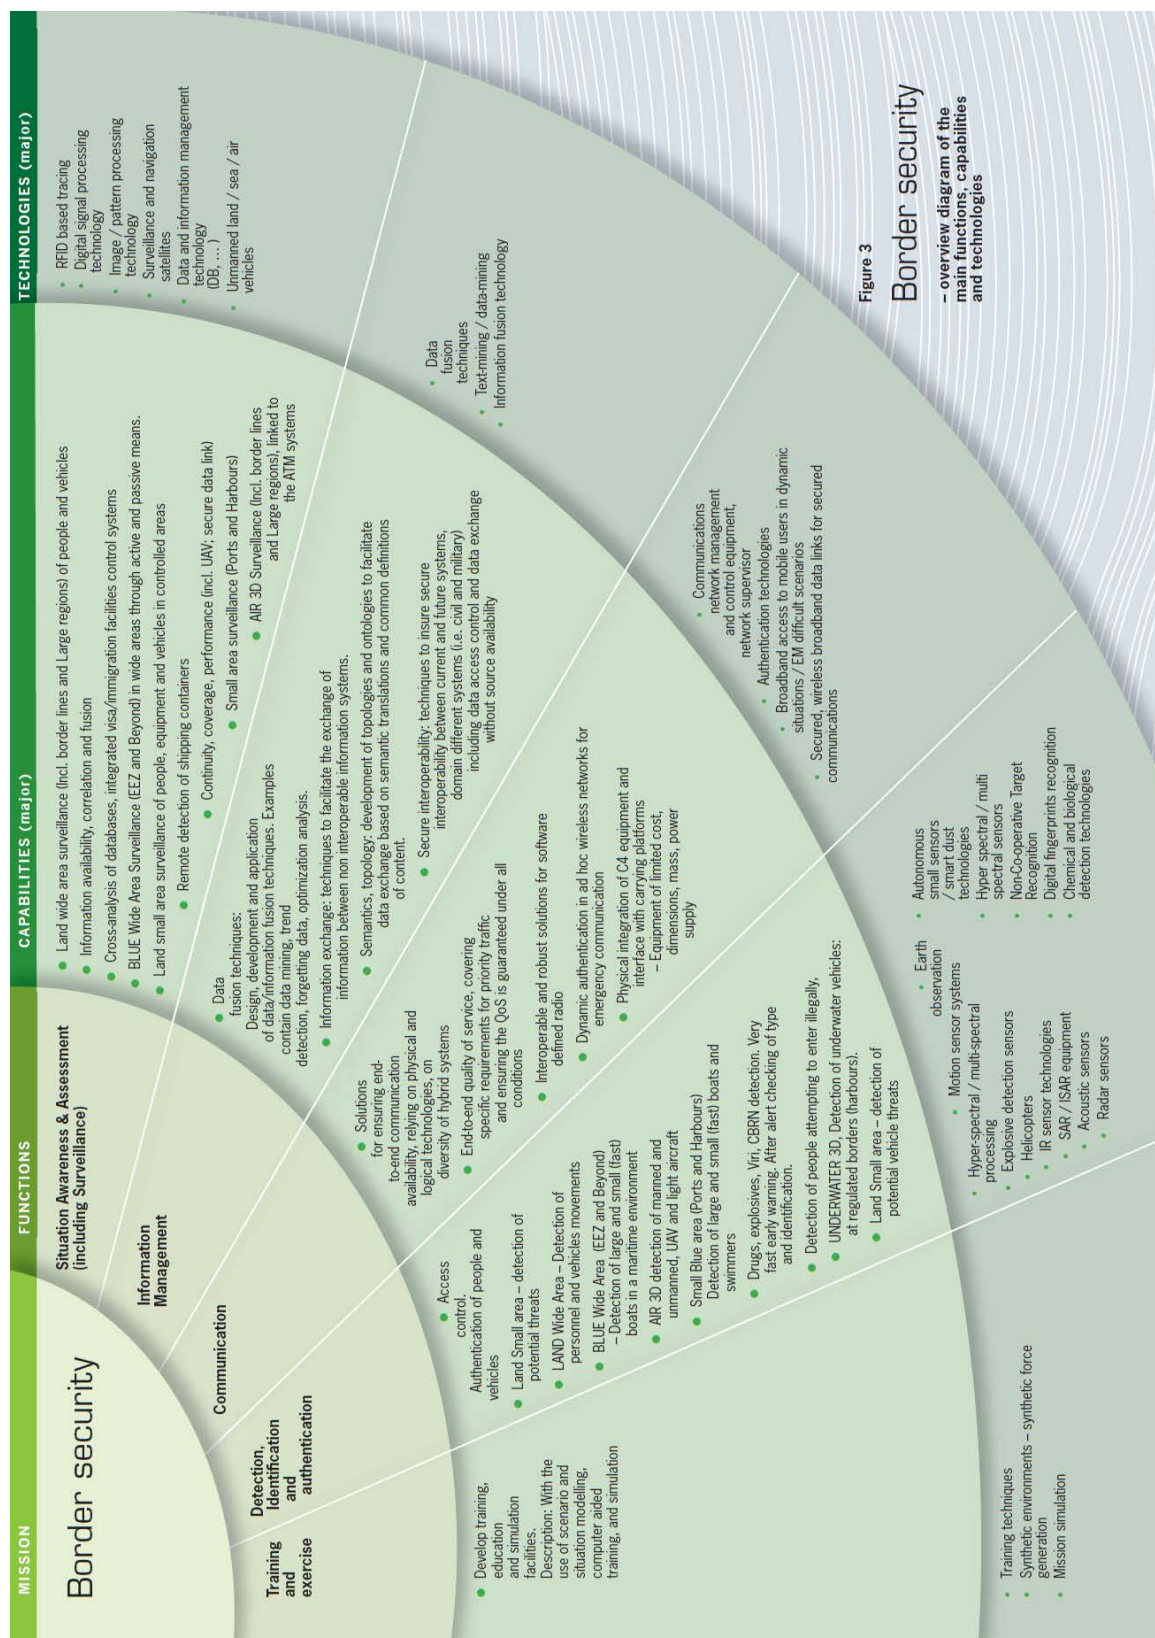 MISSION
FUNCTIONS
CAPABILITIES (major)
TECHNOLOGIES (major)
Border security
Situation Awareness & Assessment
(including Surveillance)
Information
Management
Communication
Detection,
Identification
and
authentication
Training
and
exercise
• Land wide area surveillance (Incl. border lines and Large regions) of people and vehicles
• Information availability, correlation and fusion
• Cross-analysis of databases, integrated visa/immigration facilities control systems
• BLUE Wide Area Surveillance (EEZ and Beyond) in wide areas through active and passive means.
• Land small area surveillance of people, equipment and vehicles in controlled areas
• Remote detection of shipping containers
• Continuity, coverage, performance (incl. UAV; secure data link)
• Small area surveillance (Ports and Harbours)
• AIR 3D Surveillance (Incl. border lines
and Large regions), linked to
the ATM systems
• Data
fusion techniques:
Design, development and application
of data/information fusion techniques. Examples
contain data mining, trend
detection, forgetting data, optimization analysis.
• Information exchange: techniques to facilitate the exchange of
information between non interoperable information systems.
• Semantics, topology: development of topologies and ontologies to facilitate
data exchange based on semantic translations and common definitions
of content.
• Secure interoperability: techniques to insure secure
interoperability between current and future systems,
domain different systems (i.e. civil and military)
including data access control and data exchange
without source availability
• Solutions
for ensuring end-
to-end communication
availability, relying on physical and
logical technologies, on
diversity of hybrid systems
• End-to-end quality of service, covering
specific requirements for priority traffic
and ensuring the QoS is guaranteed under all
conditions
• Interoperable and robust solutions for software
defined radio
• Dynamic authentication in ad hoc wireless networks for
emergency communication
• Physical integration of C4 equipment and
interface with carrying platforms
– Equipment of limited cost,
dimensions, mass, power
supply
• Access
control.
Authentication of people and
vehicles
• Land Small area – detection of
potential threats
• LAND Wide Area – Detection of
personnel and vehicles movements
• BLUE Wide Area (EEZ and Beyond)
– Detection of large and small (fast)
boats in a maritime environment
• AIR 3D detection of manned and
unmanned, UAV and light aircraft
• Small Blue area (Ports and Harbours)
Detection of large and small (fast) boats and
swimmers
• Drugs, explosives, Viri, CBRN detection. Very
fast early warning. After alert checking of type
and identification.
• Detection of people attempting to enter illegally,
• UNDERWATER 3D, Detection of underwater vehicles:
at regulated borders (harbours).
• Land Small area – detection of
potential vehicle threats
• Develop training,
education
and simulation
facilities.
Description: With the
use of scenario and
situation modelling,
computer aided
training, and simulation
• RFID based tracing
• Digital signal processing
technology
• Image / pattern processing
technology
• Surveillance and navigation
satellites
• Data and information management
technology
(DB, ... )
• Unmanned land / sea / air
vehicles
• Data
fusion
techniques
• Text-mining / data-mining
• Information fusion technology
• Communications
network management
and control equipment,
network supervisor
• Authentication technologies
• Broadband access to mobile users in dynamic
situations / EM difficult scenarios
• Secured, wireless broadband data links for secured
communications
• Autonomous
small sensors
/ smart dust
technologies
• Hyper spectral / multi
spectral sensors
• Non-Co-operative Target
Recognition
• Digital fingerprints recognition
• Chemical and biological
detection technologies
• Earth
observation
• Motion sensor systems
• Hyper-spectral / multi-spectral
processing
• Explosive detection sensors
• Helicopters
• IR sensor technologies
• SAR / ISAR equipment
• Acoustic sensors
• Radar sensors
• Training techniques
• Synthetic environments – synthetic force
generation
• Mission simulation
Figure 3
Border security
– overview diagram of the
main functions, capabilities
and technologies